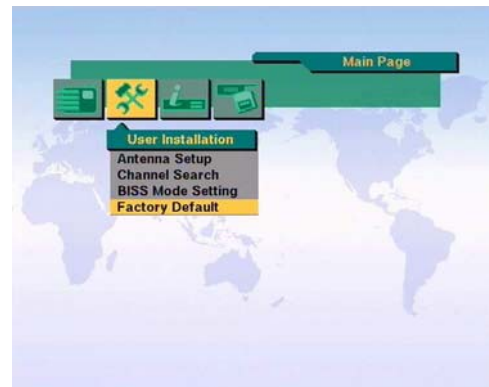 Main Page
User Installation
Antenna Setup
Channel Search
BISS Mode Setting
Factory Default